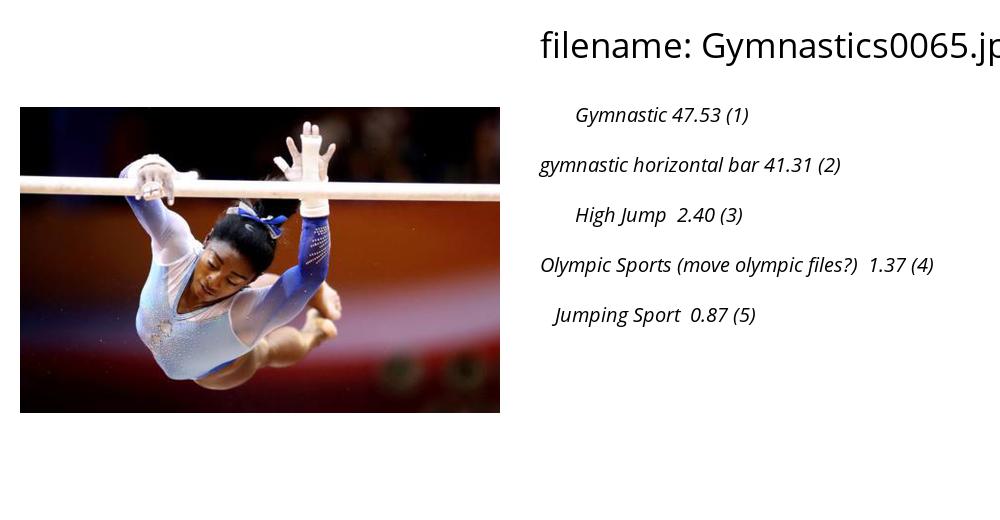 filename: Gymnastics0065.jp
Gymnastic 47.53 (1)
gymnastic horizontal bar 41.31 (2)
High Jump 2.40 (3)
Olympic Sports (move olympic files?) 1.37 (4)
Jumping Sport 0.87 (5)